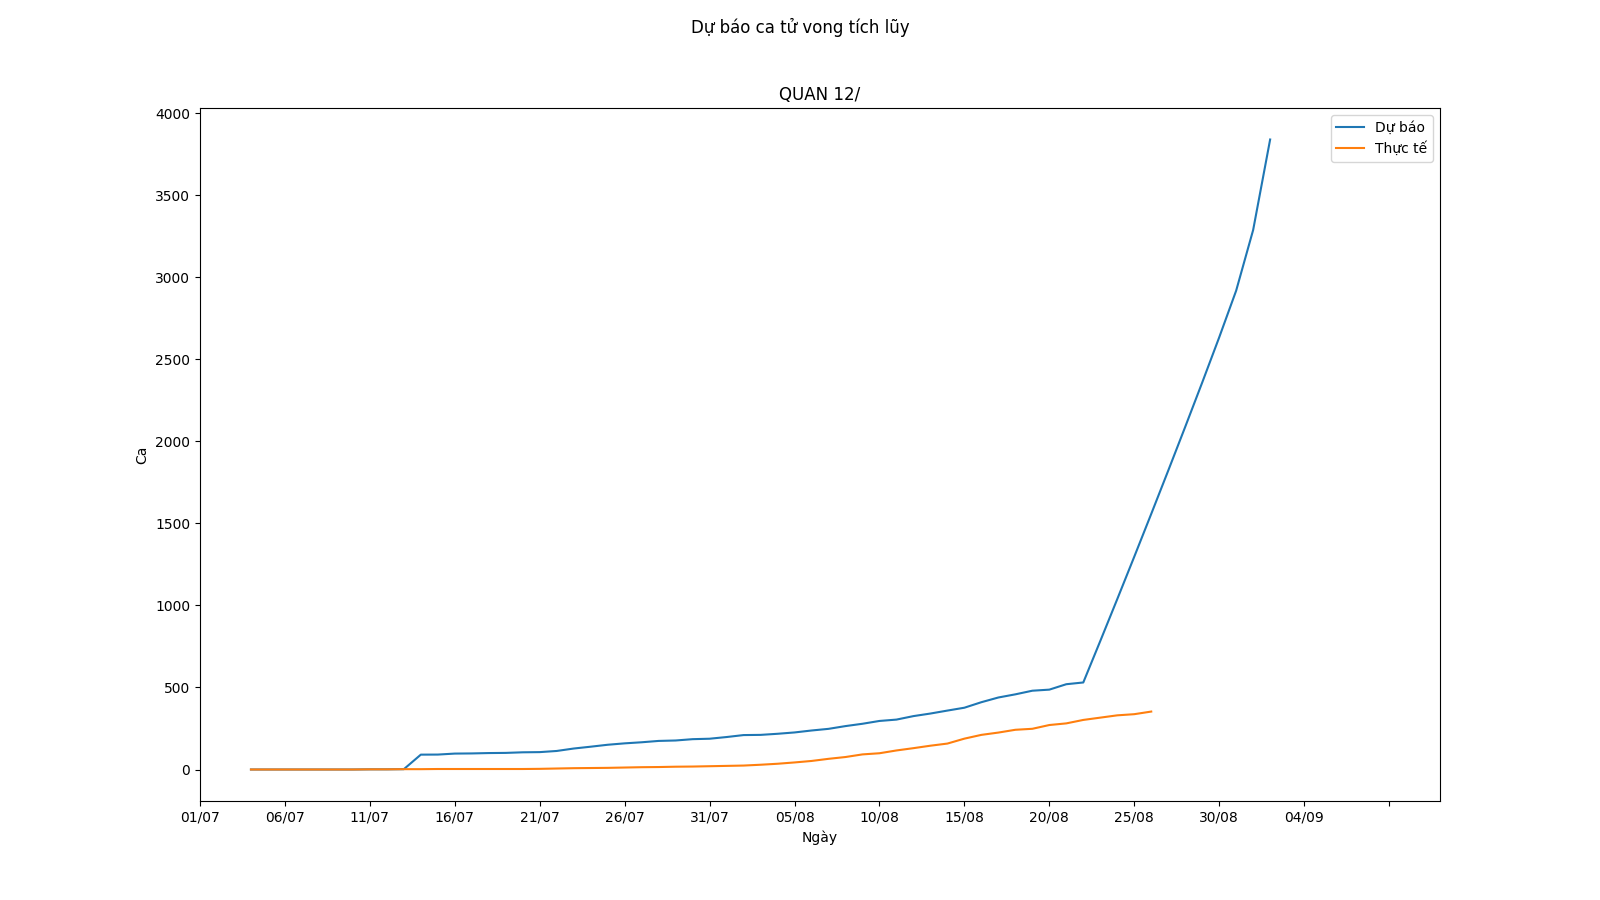 Dự báo ca tử vong tích lũy
QUAN 12/
Dự báo
Thực tế
Ca
4000
3500
3000
2500
2000
1500
1000
500
0
01/07 06/07 11/07 16/07 21/07 26/07 31/07 05/08 10/08 15/08 20/08 25/08 30/08 04/09
Ngày